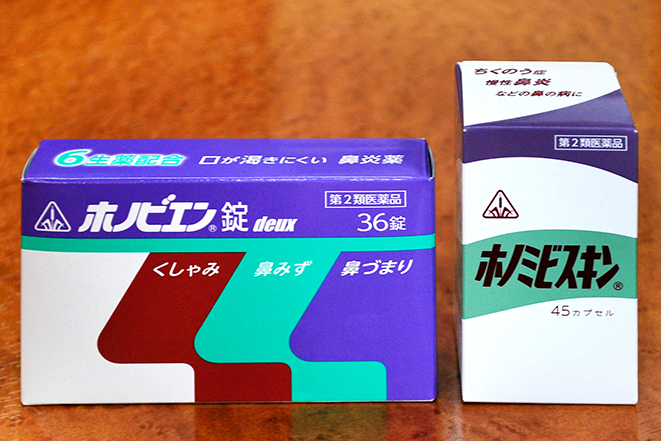 6生薬配合 口が渇きにくい 鼻炎薬
ホノビエン®錠 deux
第2類医薬品
36錠
くしゃみ 鼻みず 鼻づまり
ちくのう症
慢性鼻炎
などの鼻の病に
第2類医薬品
ホノミビスキン®
45カプセル